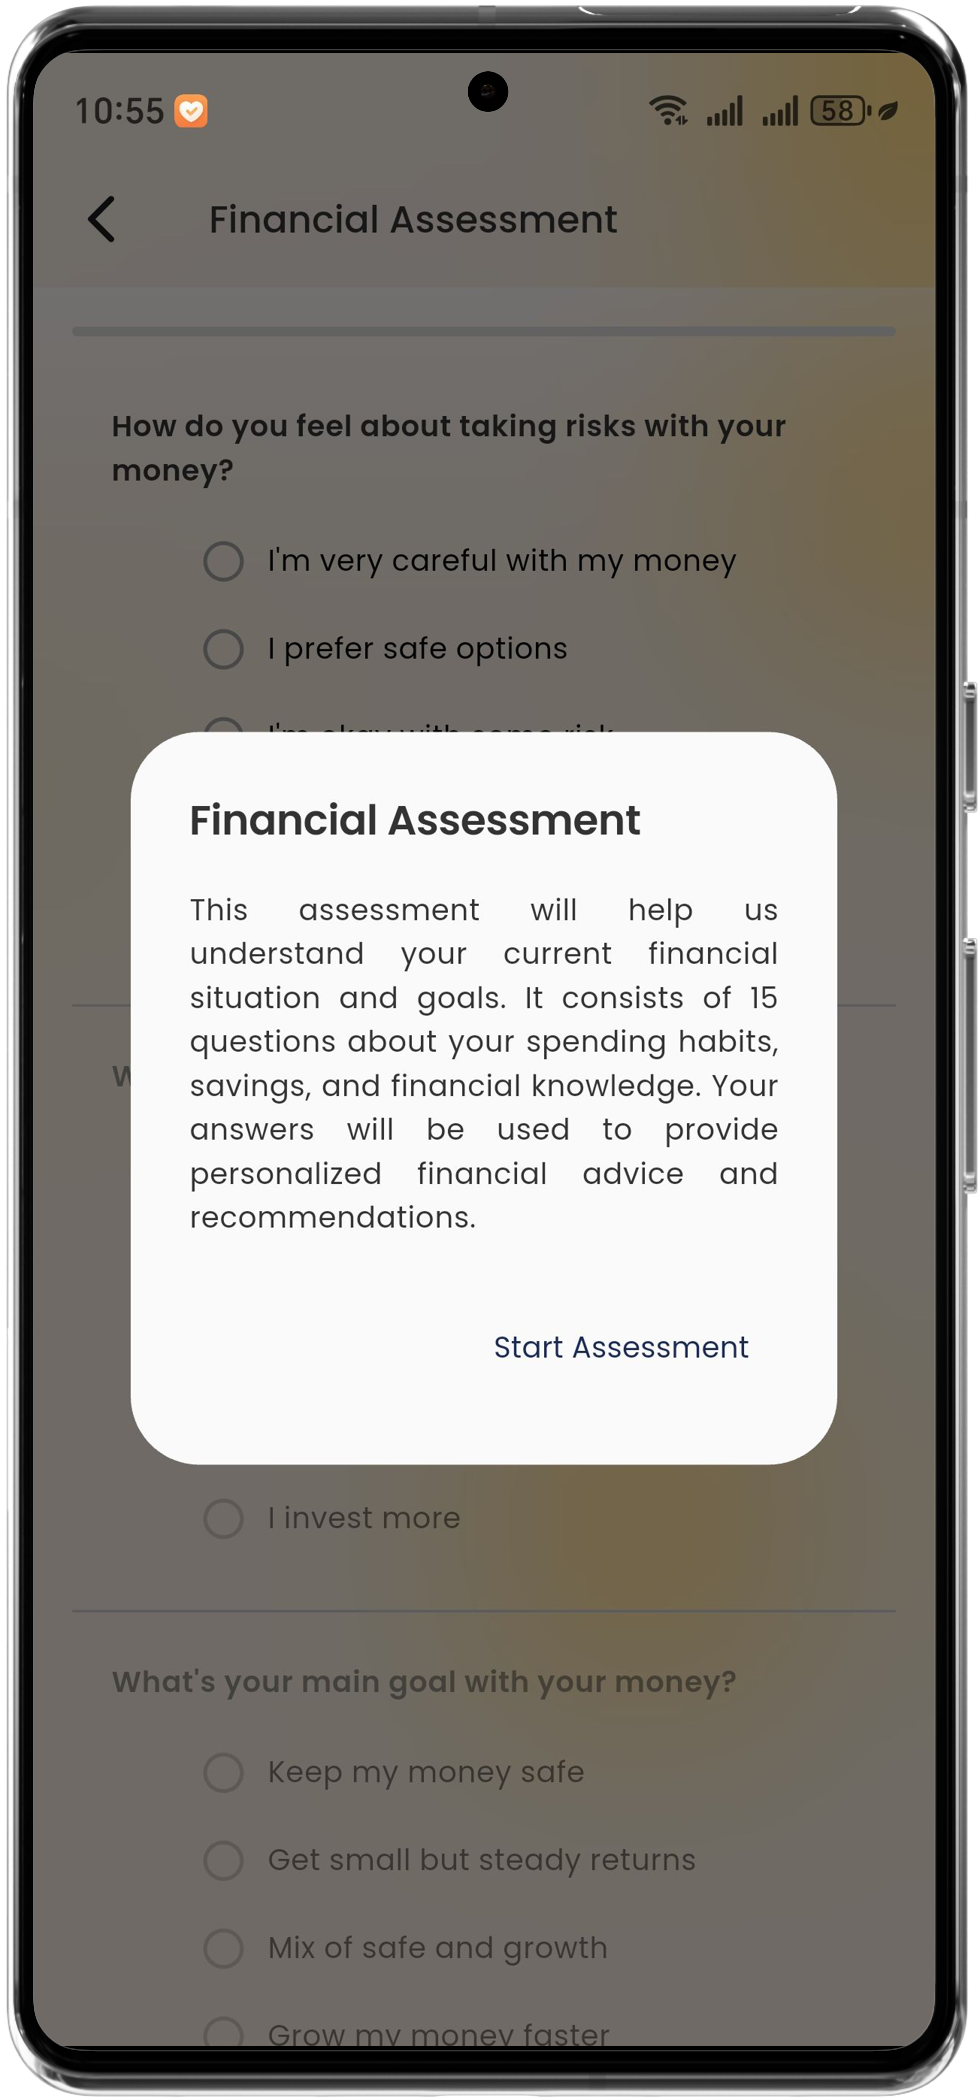 10:55
58
Financial Assessment
How do you feel about taking risks with your
money?
I'm very careful with my money
I prefer safe options
I'm okay with some risk
Financial Assessment
This assessment will help us
understand your current financial
situation and goals. It consists of 15
questions about your spending habits,
savings, and financial knowledge. Your
answers will be used to provide
personalized financial advice and
recommendations.
Start Assessment
I invest more
What's your main goal with your money?
Keep my money safe
Get small but steady returns
Mix of safe and growth
Grow my money faster